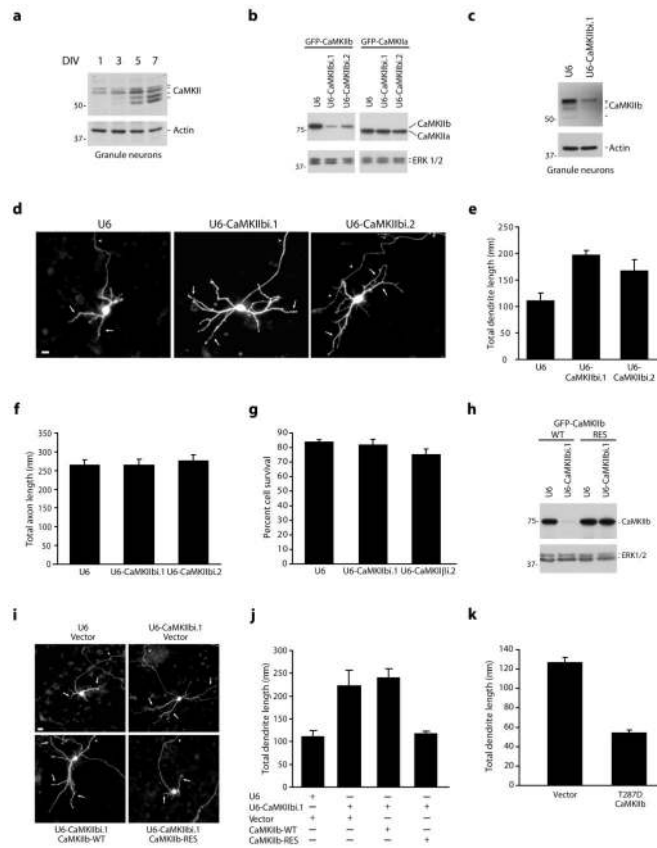 a
DIV 1 3 5 7
CaMKII
50-
Actin
37-
Granule neurons
b
GFP-CaMKIIb GFP-CaMKIIa
U6
U6-CaMKIIbi.1
U6-CaMKIIbi.2
U6
U6-CaMKIIbi.1
U6-CaMKIIbi.2
75-
CaMKIIb
CaMKIIa
ERK 1/2
37-
c
U6
U6-CaMKIIbi.1
CaMKIIb
50-
Actin
37-
Granule neurons
d
U6 U6-CaMKIIbi.1 U6-CaMKIIbi.2
e
Total dendrite length (mm)
250
200
150
100
50
0
U6 U6-CaMKIIbi.1 U6-CaMKIIbi.2
f
Total axon length (mm)
350
300
250
200
150
100
50
0
U6 U6-CaMKIIbi.1 U6-CaMKIIbi.2
g
Percent cell survival
90
80
70
60
50
40
30
20
10
0
U6 U6-CaMKIIbi.1 U6-CaMKIIβi.2
h
GFP-CaMKIIb
WT RES
U6
U6-CaMKIIbi.1
U6
U6-CaMKIIbi.1
75-
CaMKIIb
ERK1/2
37-
i
U6
Vector
U6-CaMKIIbi.1
Vector
U6-CaMKIIbi.1
CaMKIIb-WT
U6-CaMKIIbi.1
CaMKIIb-RES
j
Total dendrite length (mm)
300
250
200
150
100
50
0
U6 + – – –
U6-CaMKIIbi.1 – + + +
Vector + + – –
CaMKIIb-WT – – + –
CaMKIIb-RES – – – +
k
Total dendrite length (mm)
140
120
100
80
60
40
20
0
Vector T287D
CaMKIIb